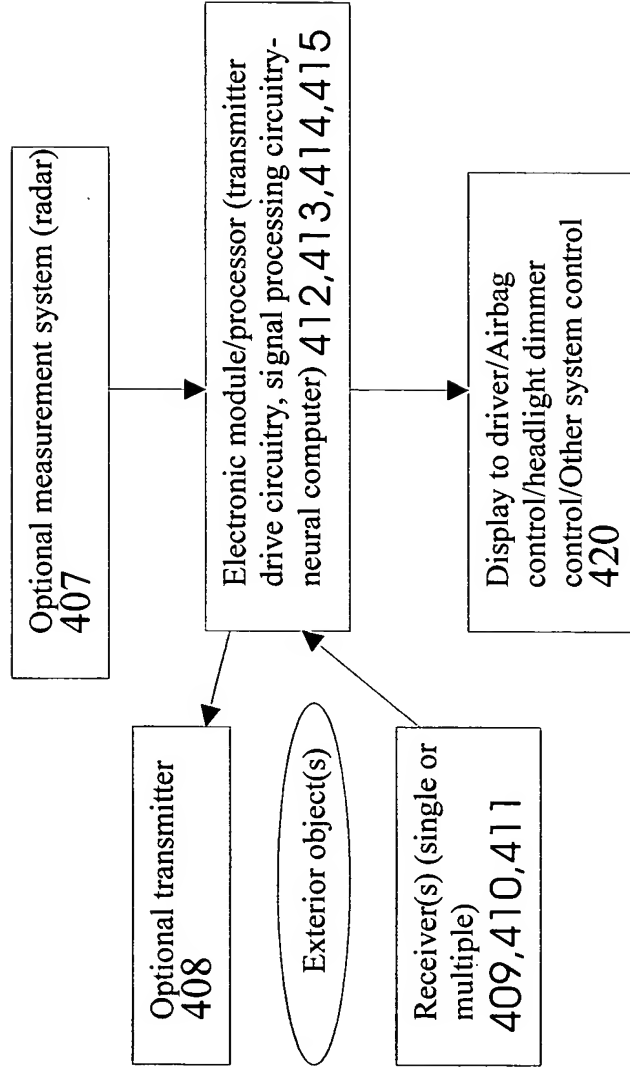 Optional measurement system (radar)
407
Optional transmitter
408
Electronic module/processor (transmitter
drive circuitry, signal processing circuitry-
neural computer) 412,413,414,415
Exterior object(s)
Receiver(s) (single or
multiple)
409,410,411
Display to driver/Airbag
control/headlight dimmer
control/Other system control
420